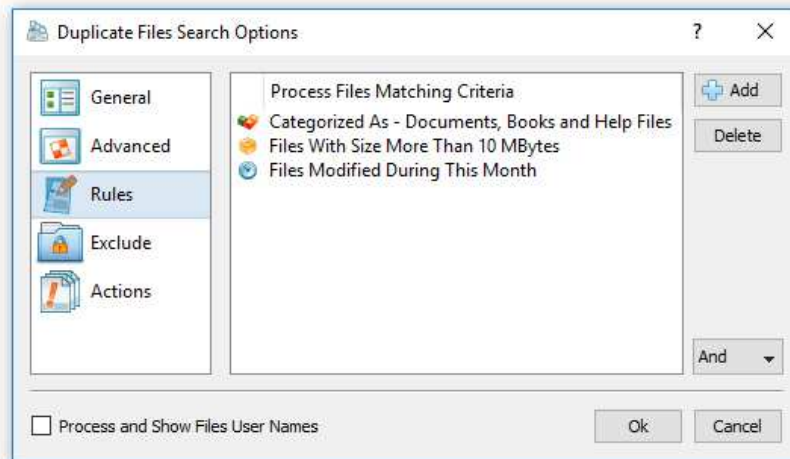 Duplicate Files Search Options
?
General
Advanced
Rules
Exclude
Actions
Process Files Matching Criteria
Categorized As - Documents, Books and Help Files
Files With Size More Than 10 MBytes
Files Modified During This Month
Add
Delete
And
Process and Show Files User Names
Ok
Cancel